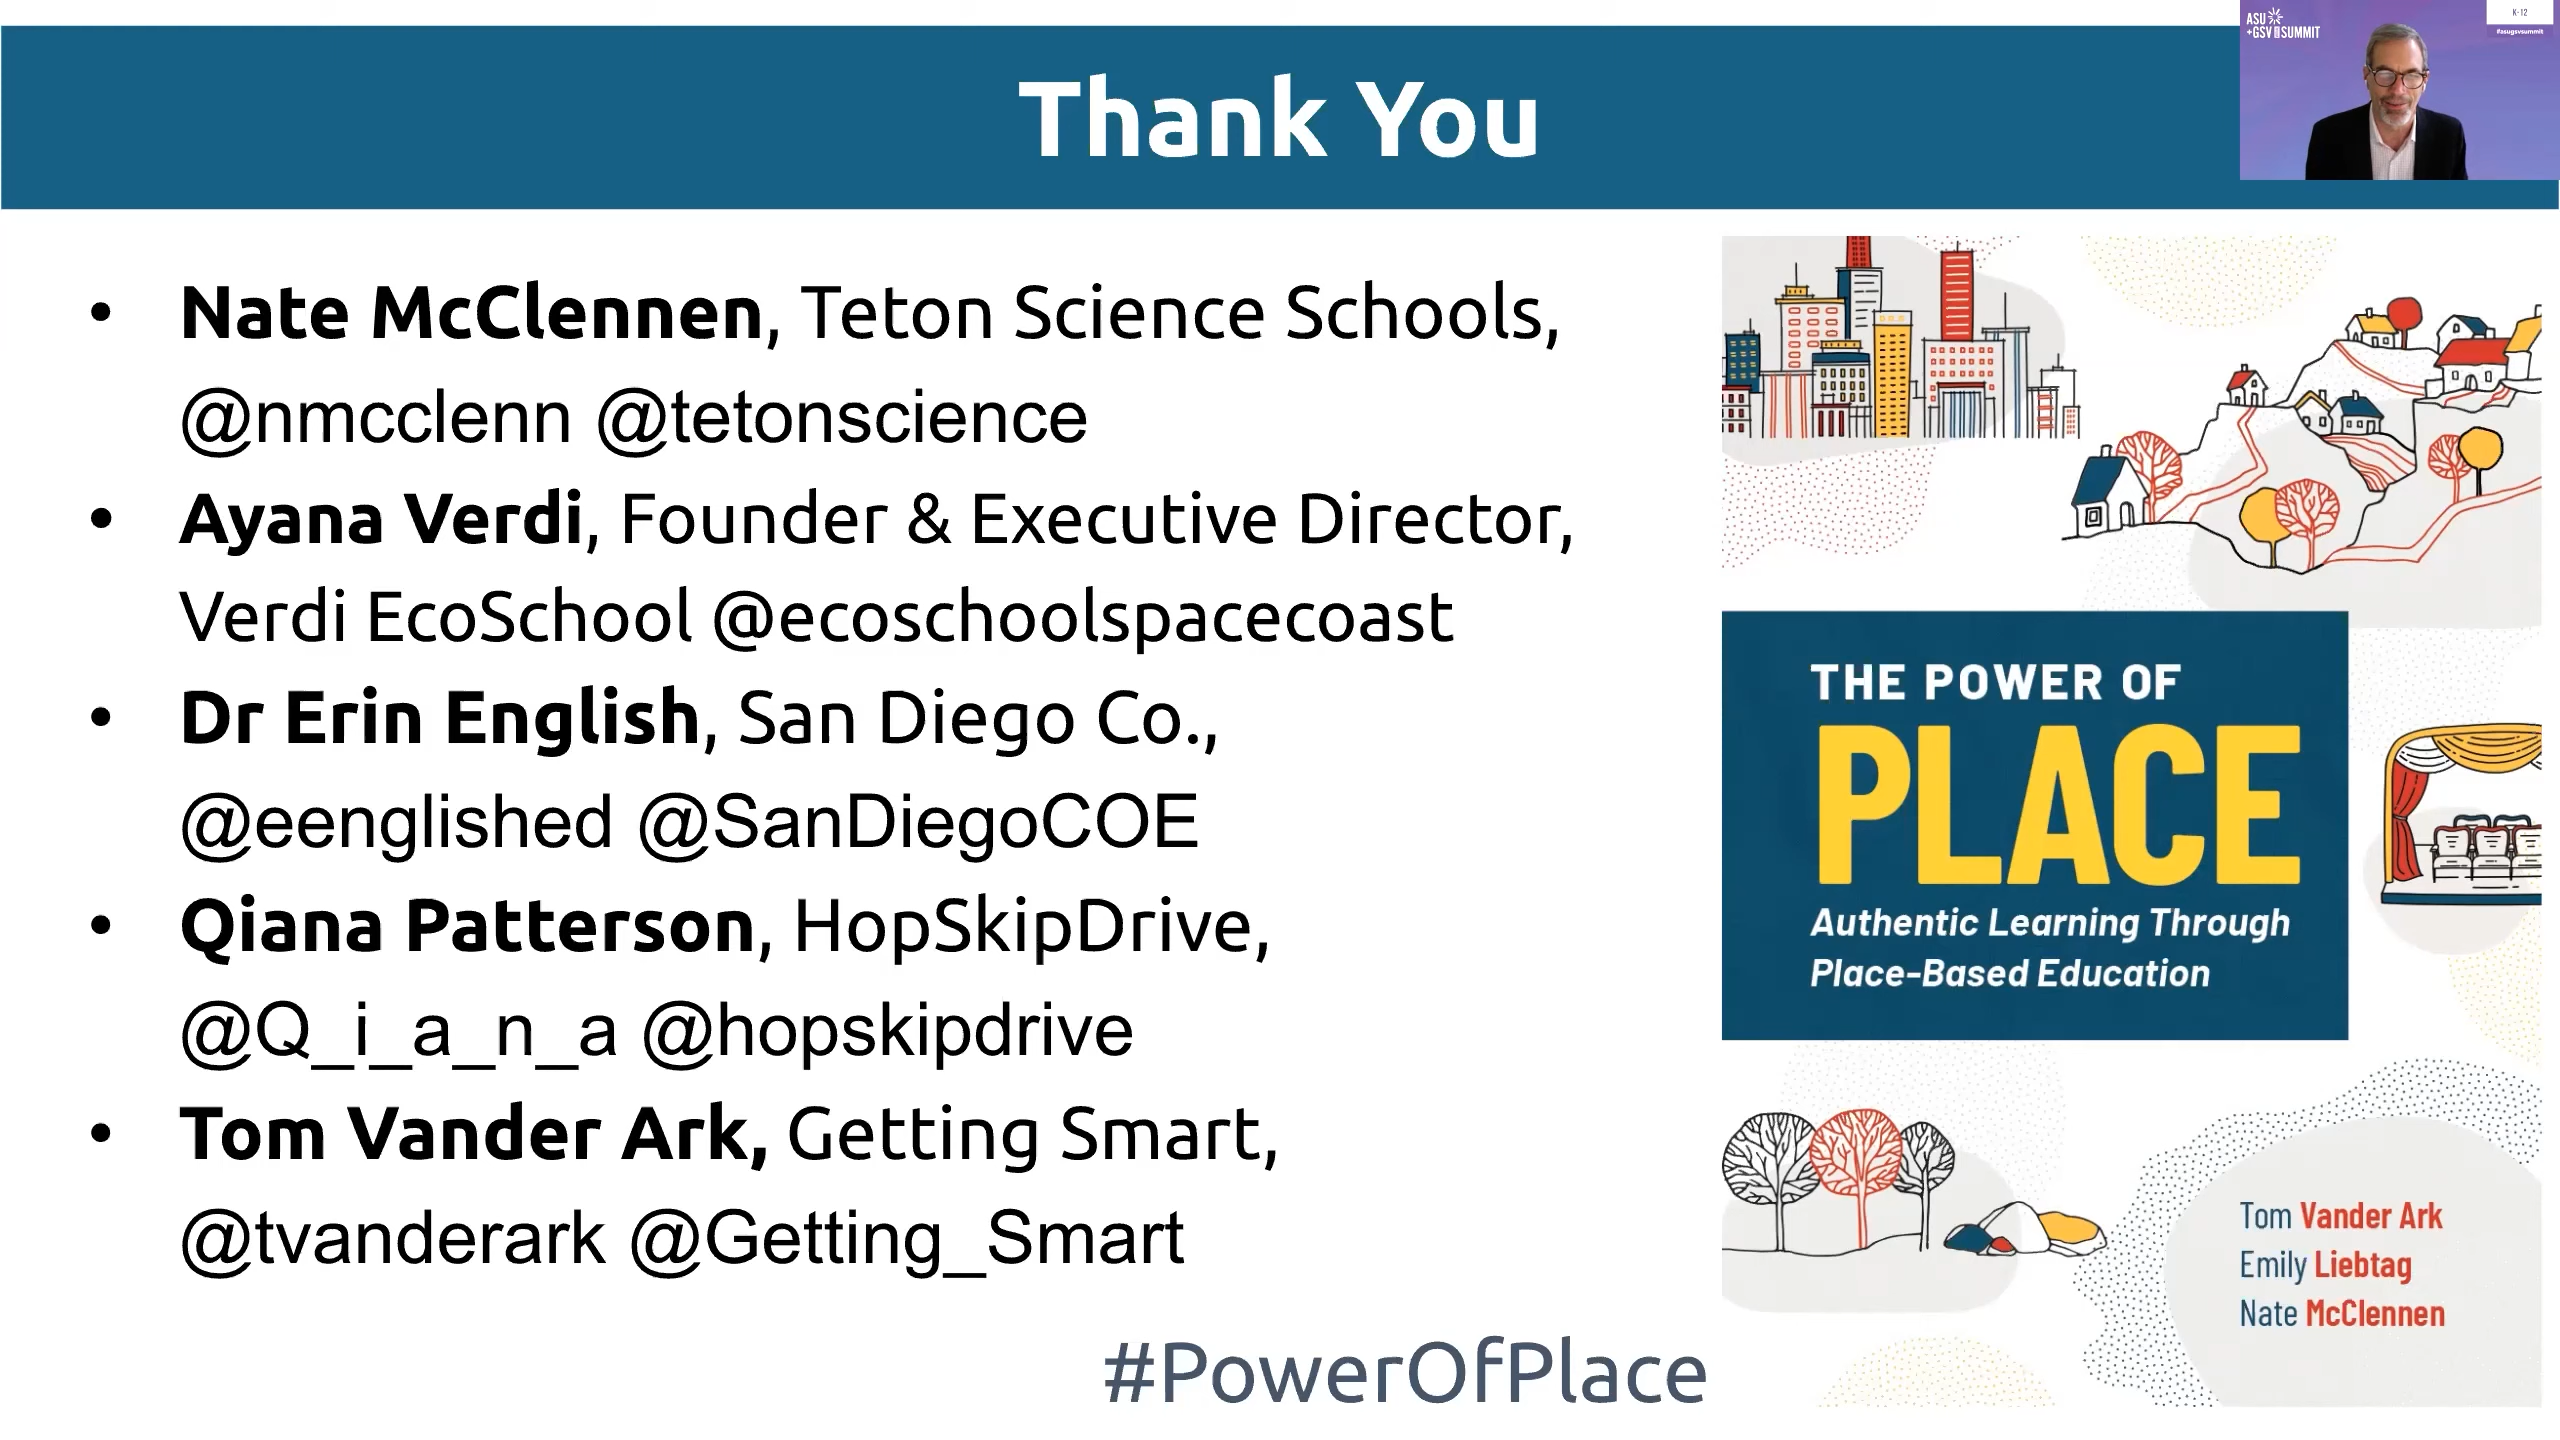 Thank You
ASU
+GSV SUMMIT
K-12
#asugsvsummit
• Nate McClennen, Teton Science Schools,
@nmcclenn @tetonscience
• Ayana Verdi, Founder & Executive Director,
Verdi EcoSchool @ecoschoolspacecoast
• Dr Erin English, San Diego Co.,
@eenglished @SanDiegoCOE
• Qiana Patterson, HopSkipDrive,
@Q_i_a_n_a @hopskipdrive
• Tom Vander Ark, Getting Smart,
@tvanderark @Getting_Smart
#PowerOfPlace
THE POWER OF
PLACE
Authentic Learning Through
Place-Based Education
Tom Vander Ark
Emily Liebtag
Nate McClennen